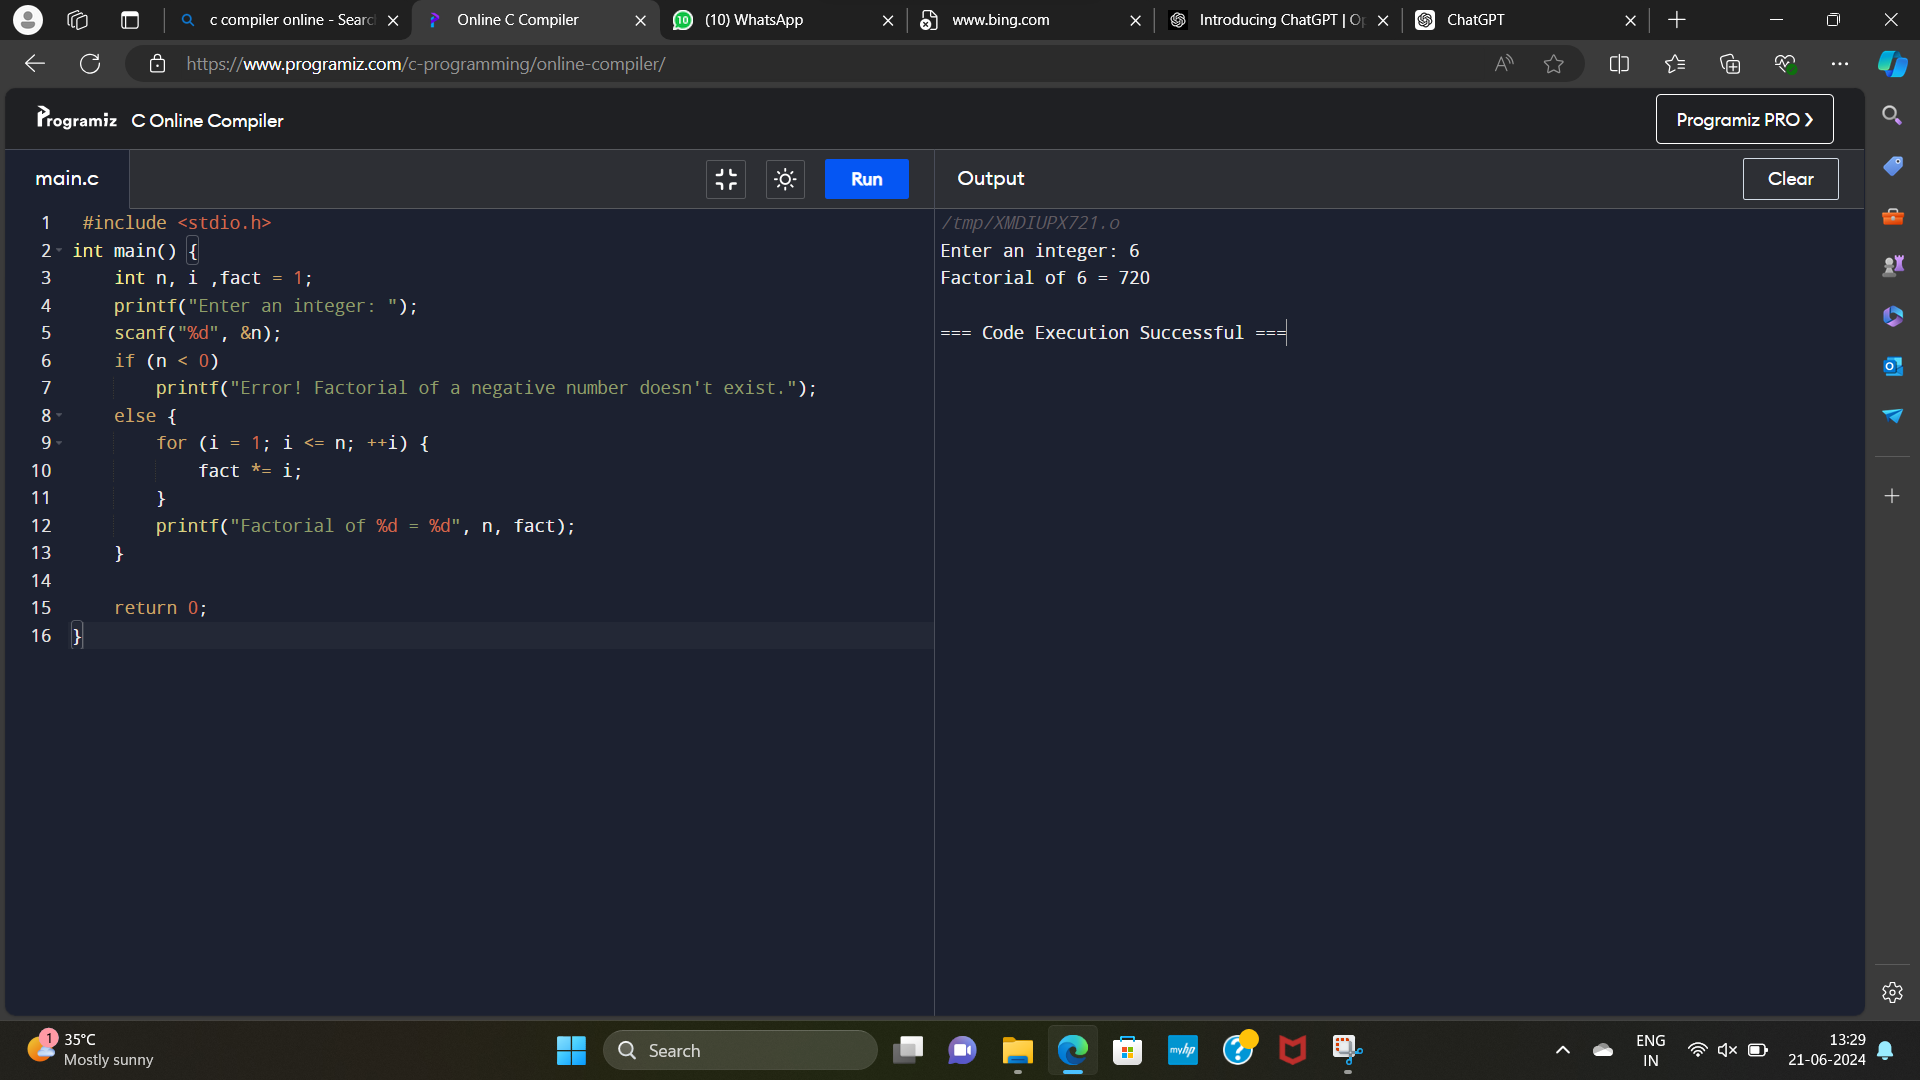 c compiler online - Searc
Online C Compiler
(10) WhatsApp
www.bing.com
Introducing ChatGPT | Op
ChatGPT
https://www.programiz.com/c-programming/online-compiler/
Programiz C Online Compiler
Programiz PRO
main.c
Run
Output
Clear
1 #include <stdio.h>
2 int main() {
3 int n, i ,fact = 1;
4 printf("Enter an integer: ");
5 scanf("%d", &n);
6 if (n < 0)
7 printf("Error! Factorial of a negative number doesn't exist.");
8 else {
9 for (i = 1; i <= n; ++i) {
10 fact *= i;
11 }
12 printf("Factorial of %d = %d", n, fact);
13 }
14
15 return 0;
16 }
/tmp/XMDIUPX721.o
Enter an integer: 6
Factorial of 6 = 720
=== Code Execution Successful ===
1
35°C
Mostly sunny
Search
myhp
ENG
IN
13:29
21-06-2024